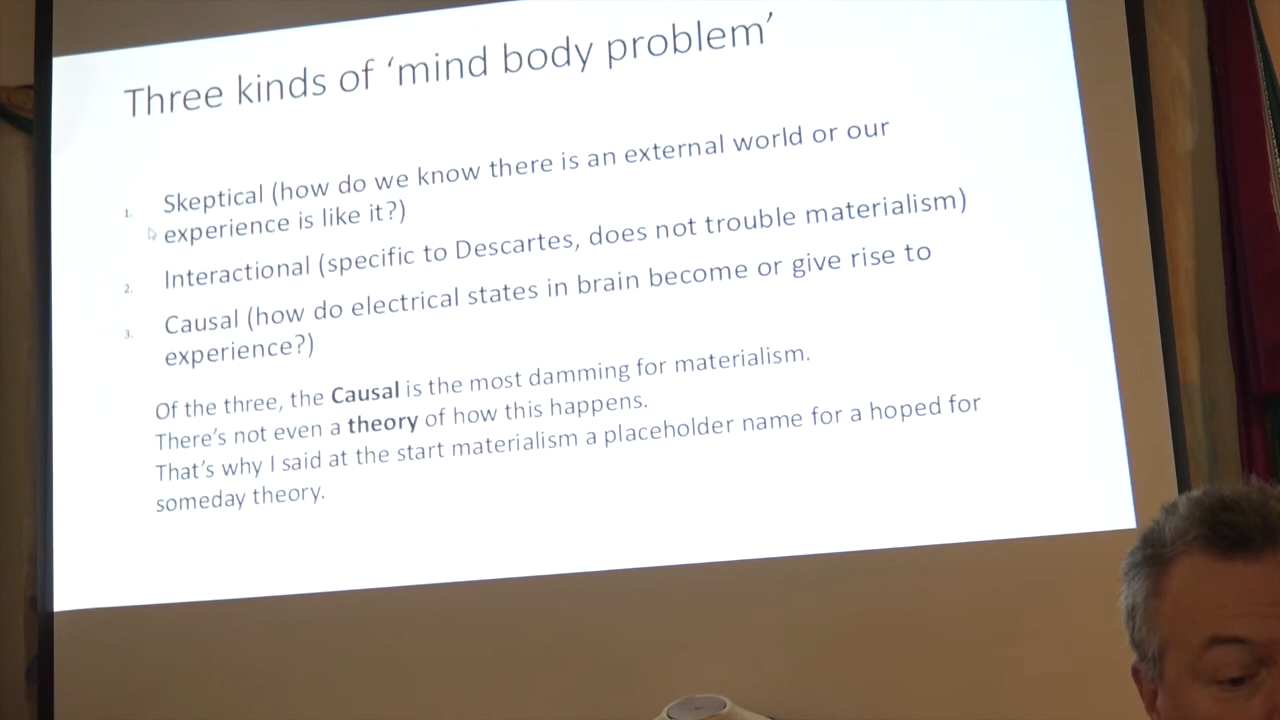 Three kinds of ‘mind body problem’
1. Skeptical (how do we know there is an external world or our
experience is like it?)
2. Interactional (specific to Descartes, does not trouble materialism)
3. Causal (how do electrical states in brain become or give rise to
experience?)
Of the three, the Causal is the most damming for materialism.
There’s not even a theory of how this happens.
That’s why I said at the start materialism a placeholder name for a hoped for
someday theory.